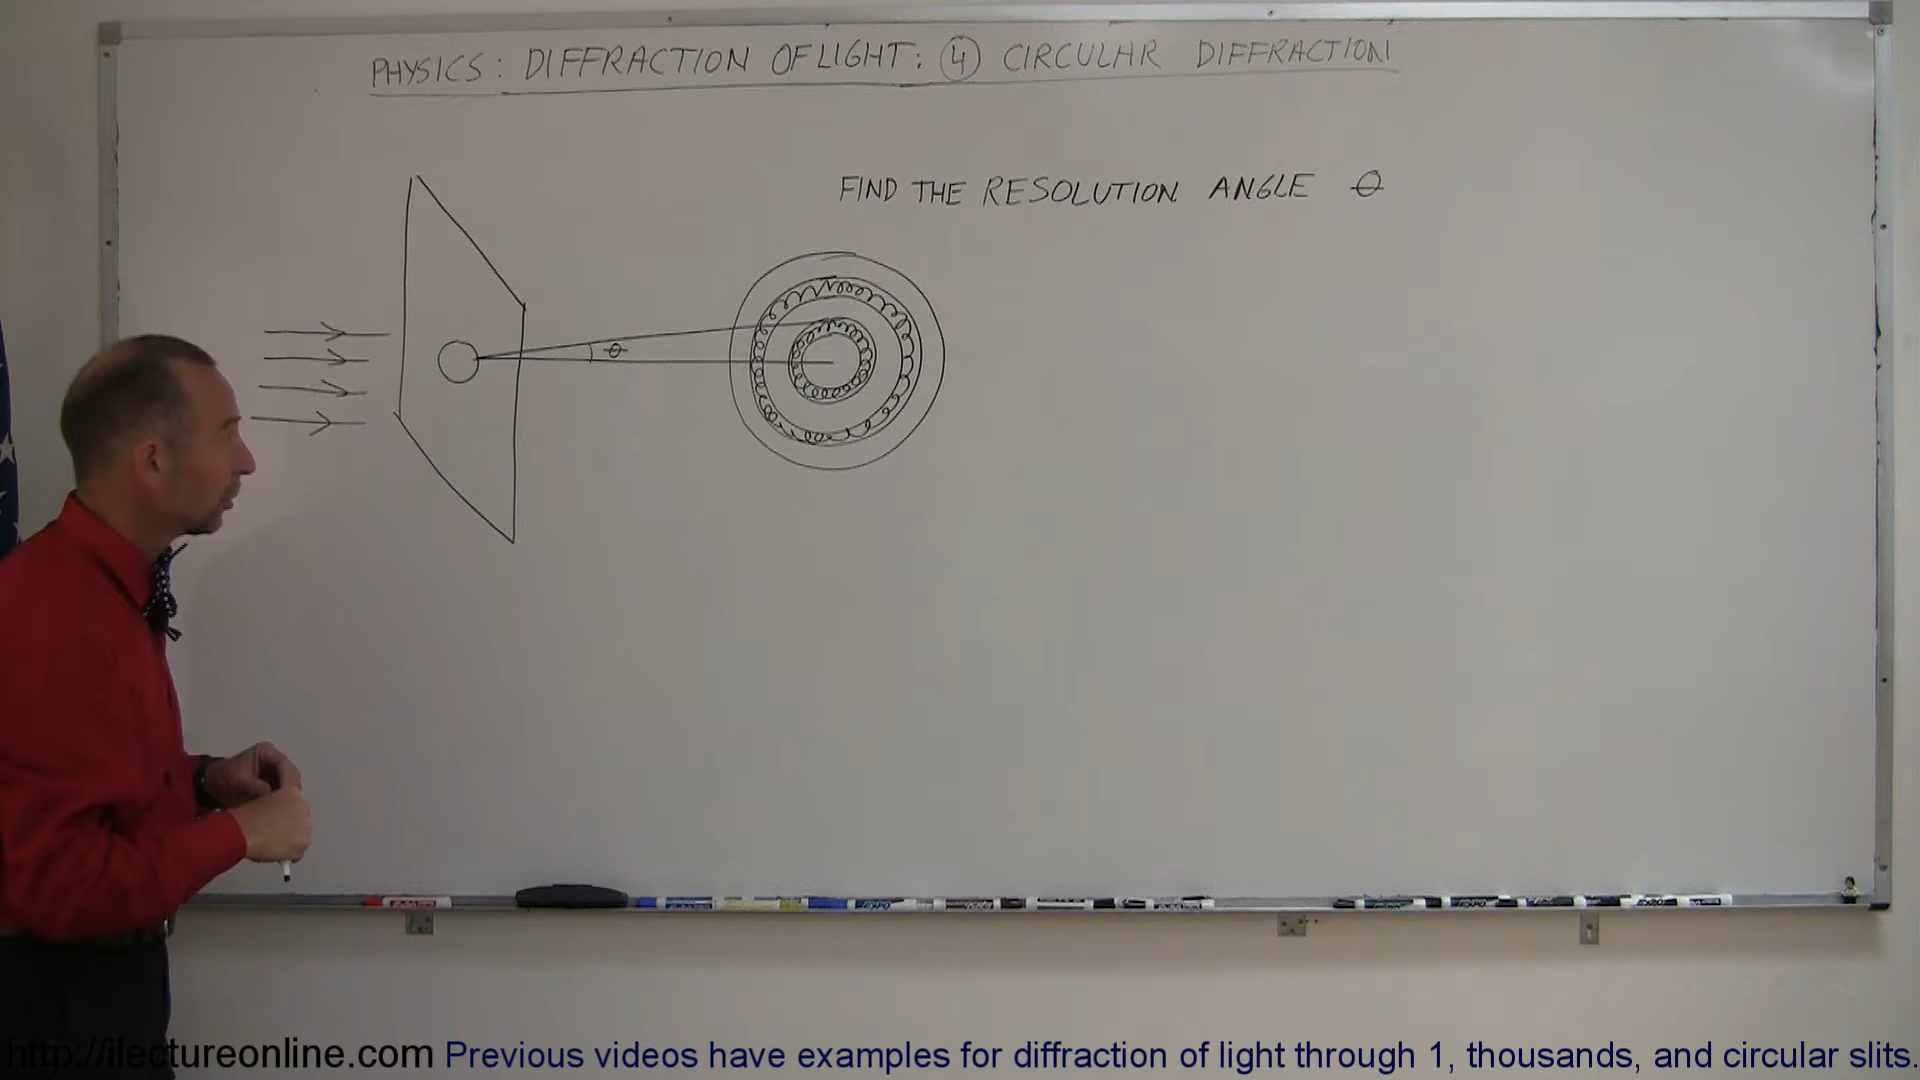 PHYSICS: DIFFRACTION OF LIGHT: ④ CIRCULAR DIFFRACTION
FIND THE RESOLUTION ANGLE θ
θ
http://ilectureonline.com Previous videos have examples for diffraction of light through 1, thousands, and circular slits.